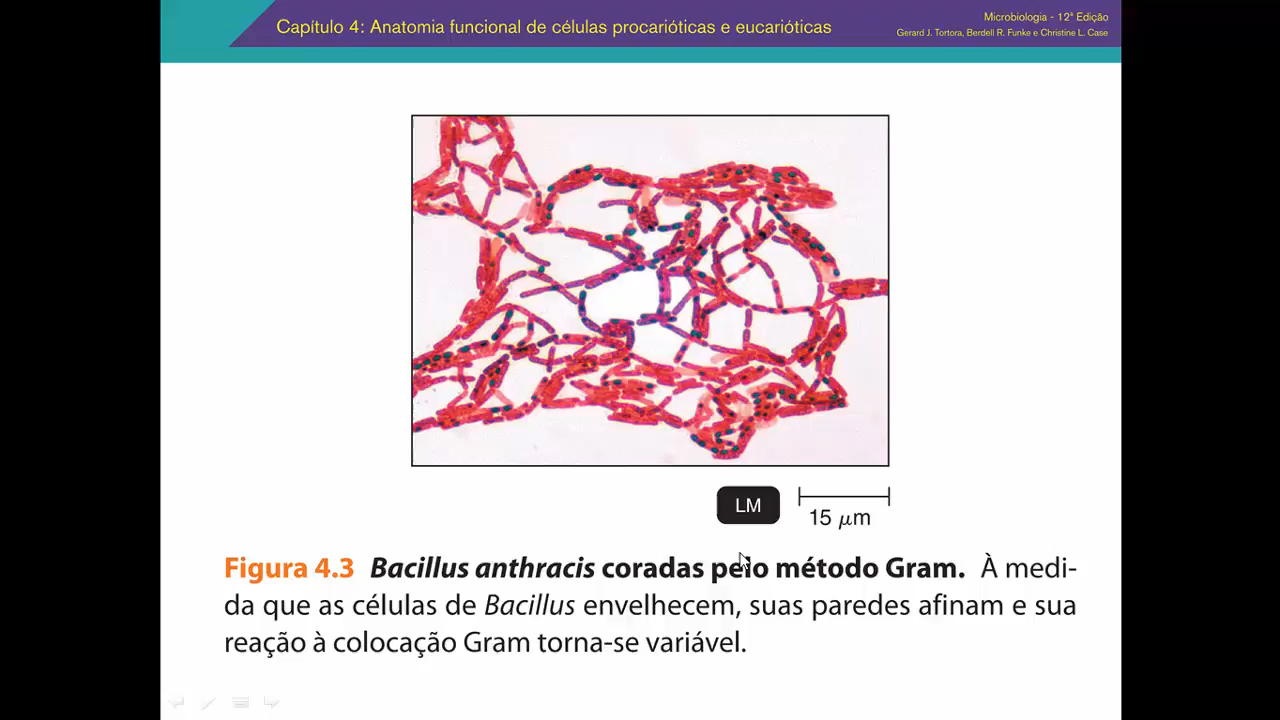 Capítulo 4: Anatomia funcional de células procarióticas e eucarióticas
Microbiologia - 12ª Edição
Gerard J. Tortora, Berdell R. Funke e Christine L. Case
LM
15 μm
Figura 4.3 Bacillus anthracis coradas pelo método Gram. À medi-
da que as células de Bacillus envelhecem, suas paredes afinam e sua
reação à colocação Gram torna-se variável.